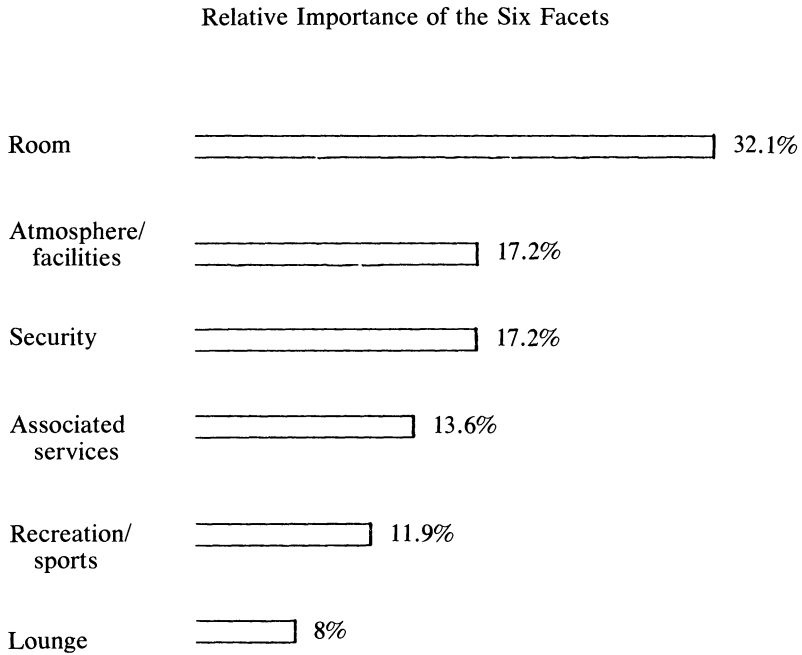 Relative Importance of the Six Facets
Room
32.1%
Atmosphere/
facilities
17.2%
Security
17.2%
Associated
services
13.6%
Recreation/
sports
11.9%
Lounge
8%